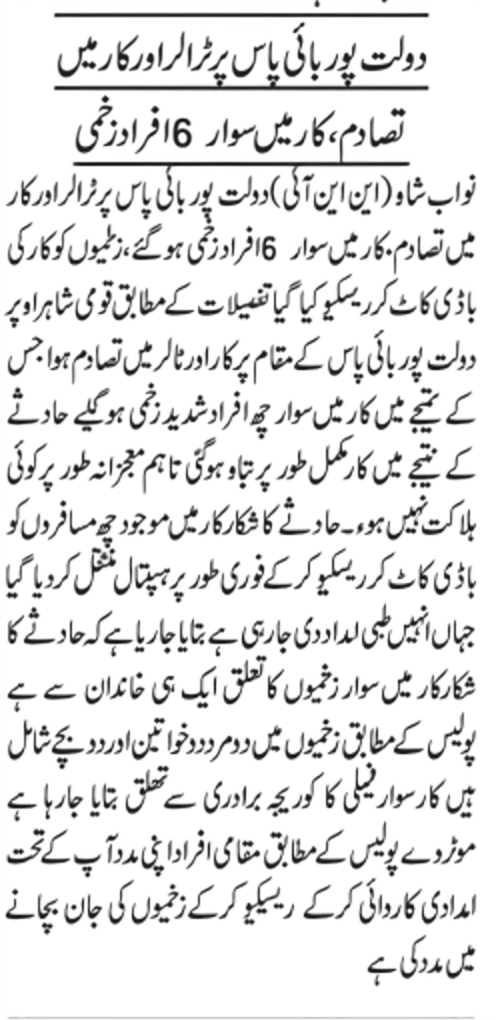 دولت پور بائی پاس پر ٹرالر اور کار میں
تصادم، کار میں سوار 6 افراد زخمی
نواب شاہ (این این آئی) دولت پور بائی پاس پر ٹرالر اور کار
میں تصادم، کار میں سوار 6 افراد زخمی ہو گئے، زخمیوں کو کار کی
باڈی کاٹ کر ریسکیو کیا گیا تفصیلات کے مطابق قومی شاہراہ پر
دولت پور بائی پاس کے مقام پر کار اور ٹالر میں تصادم ہوا جس
کے نتیجے میں کار میں سوار چھ افراد شدید زخمی ہو گیے حادثے
کے نتیجے میں کار مکمل طور پر تباہ ہو گئی تاہم معجزانہ طور پر کوئی
ہلاکت نہیں ہوء۔ حادثے کا شکار کار میں موجود چھ مسافروں کو
باڈی کاٹ کر ریسکیو کر کے فوری طور پر ہسپتال منتقل کر دیا گیا
جہاں انہیں طبی امداد دی جا رہی ہے بتایا جا رہا ہے کہ حادثے کا
شکار کار میں سوار زخمیوں کا تعلق ایک ہی خاندان سے ہے
پولیس کے مطابق زخمیوں میں دو مرد دو خواتین اور دو بچے شامل
ہیں کار سوار فیملی کا کوریجہ برادری سے تعلق بتایا جا رہا ہے
موٹر وے پولیس کے مطابق مقامی افراد اپنی مدد آپ کے تحت
امدادی کاروائی کر کے ریسکیو کر کے زخمیوں کی جان بچانے
میں مدد کی ہے